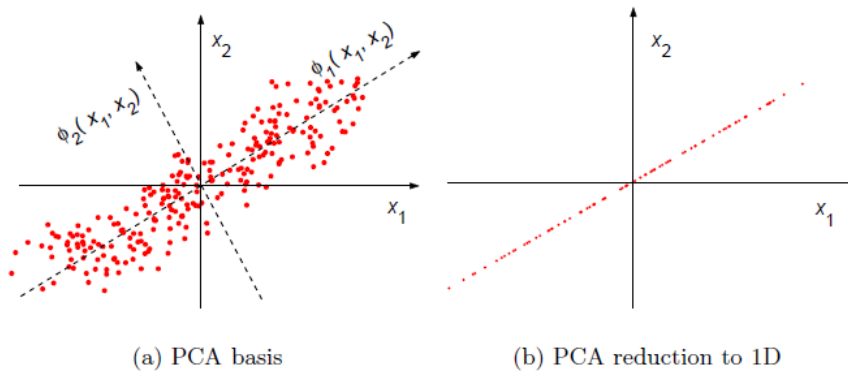 x₂
ϕ₁(x₁, x₂)
ϕ₂(x₁, x₂)
x₁
(a) PCA basis
x₂
x₁
(b) PCA reduction to 1D